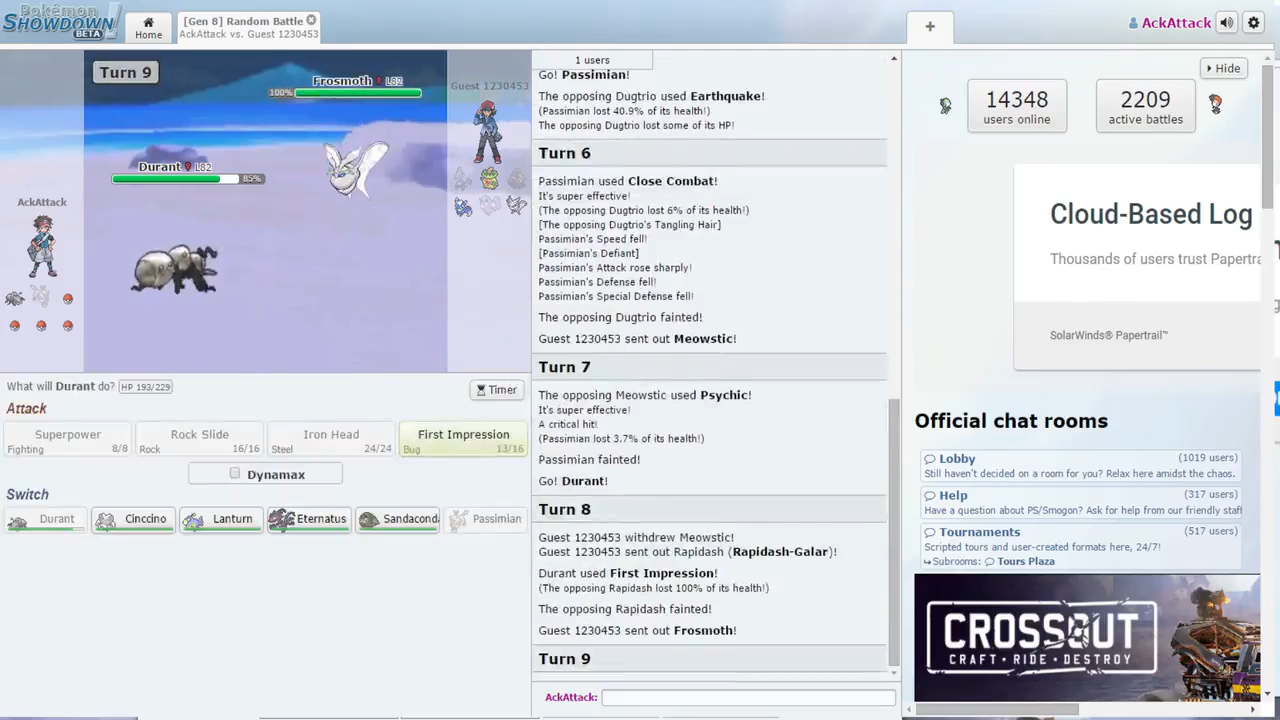 Pokémon
SHOWDOWN!
BETA
Home
[Gen 8] Random Battle
AckAttack vs. Guest 1230453
+
AckAttack
Turn 9
Frosmoth L82
100%
Durant L82
85%
AckAttack
Guest 1230453
1 users
Go! Passimian!
The opposing Dugtrio used Earthquake!
(Passimian lost 40.9% of its health!)
The opposing Dugtrio lost some of its HP!
Turn 6
Passimian used Close Combat!
It's super effective!
(The opposing Dugtrio lost 6% of its health!)
[The opposing Dugtrio's Tangling Hair]
Passimian's Speed fell!
[Passimian's Defiant]
Passimian's Attack rose sharply!
Passimian's Defense fell!
Passimian's Special Defense fell!
The opposing Dugtrio fainted!
Guest 1230453 sent out Meowstic!
Turn 7
The opposing Meowstic used Psychic!
It's super effective!
A critical hit!
(Passimian lost 3.7% of its health!)
Passimian fainted!
Go! Durant!
Turn 8
Guest 1230453 withdrew Meowstic!
Guest 1230453 sent out Rapidash (Rapidash-Galar)!
Durant used First Impression!
(The opposing Rapidash lost 100% of its health!)
The opposing Rapidash fainted!
Guest 1230453 sent out Frosmoth!
Turn 9
AckAttack:
What will Durant do? HP 193/229
Timer
Attack
Superpower
Fighting 8/8
Rock Slide
Rock 16/16
Iron Head
Steel 24/24
First Impression
Bug 13/16
Dynamax
Switch
Durant
Cinccino
Lanturn
Eternatus
Sandacond
Passimian
Hide
14348
users online
2209
active battles
Cloud-Based Log
Thousands of users trust Papertra
SolarWinds® Papertrail™
Official chat rooms
Lobby (1019 users)
Still haven't decided on a room for you? Relax here amidst the chaos.
Help (317 users)
Have a question about PS/Smogon? Ask for help from our friendly staff
Tournaments (517 users)
Scripted tours and user-created formats here, 24/7!
Subrooms: Tours Plaza
CROSSOUT
CRAFT • RIDE • DESTROY